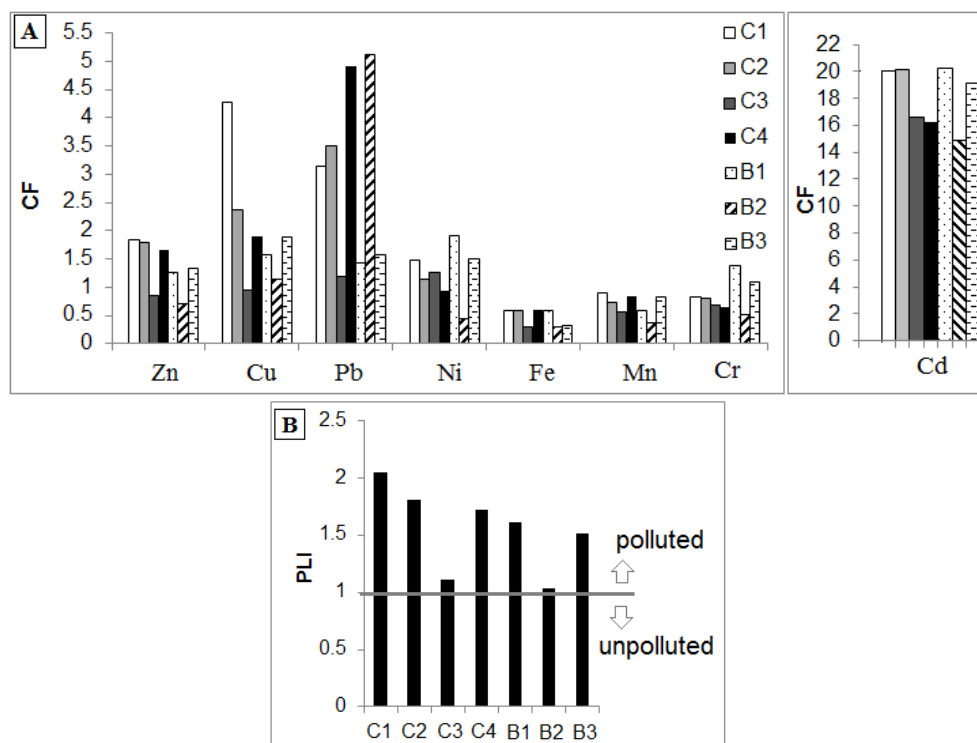 A
CF
5.5
5
4.5
4
3.5
3
2.5
2
1.5
1
0.5
0
Zn Cu Pb Ni Fe Mn Cr
C1
C2
C3
C4
B1
B2
B3
CF
22
20
18
16
14
12
10
8
6
4
2
0
Cd
B
PLI
2.5
2
1.5
1
0.5
0
C1 C2 C3 C4 B1 B2 B3
polluted
unpolluted